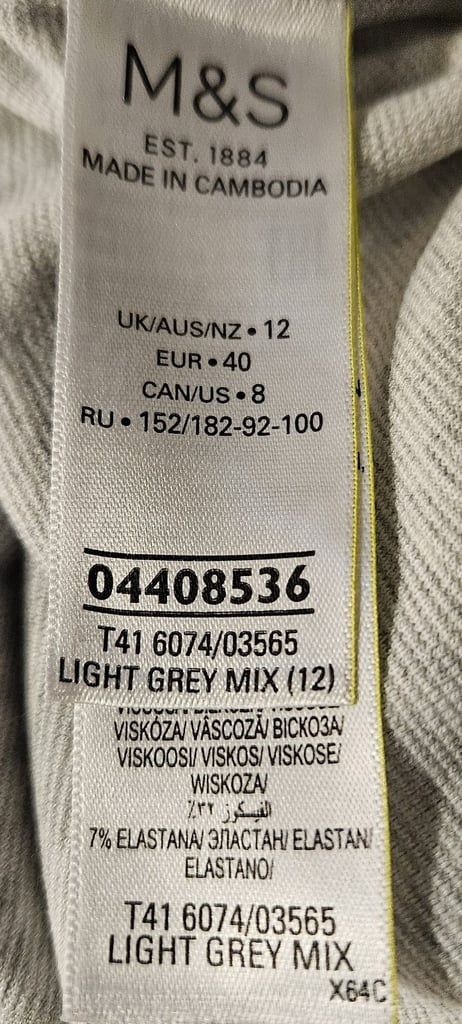 M&S
EST. 1884
MADE IN CAMBODIA
UK/AUS/NZ • 12
EUR • 40
CAN/US • 8
RU • 152/182-92-100
04408536
T41 6074/03565
LIGHT GREY MIX (12)
VISKÓZA/ VÂSCOZĂ/ ВІСКОЗА/
VISKOOSI/ VISKOS/ VISKOSE/
WISKOZA/
الفيسكوز ٣٢٪
7% ELASTANA/ ЭЛАСТАН/ ELASTAN/
ELASTANO/
T41 6074/03565
LIGHT GREY MIX
X64C